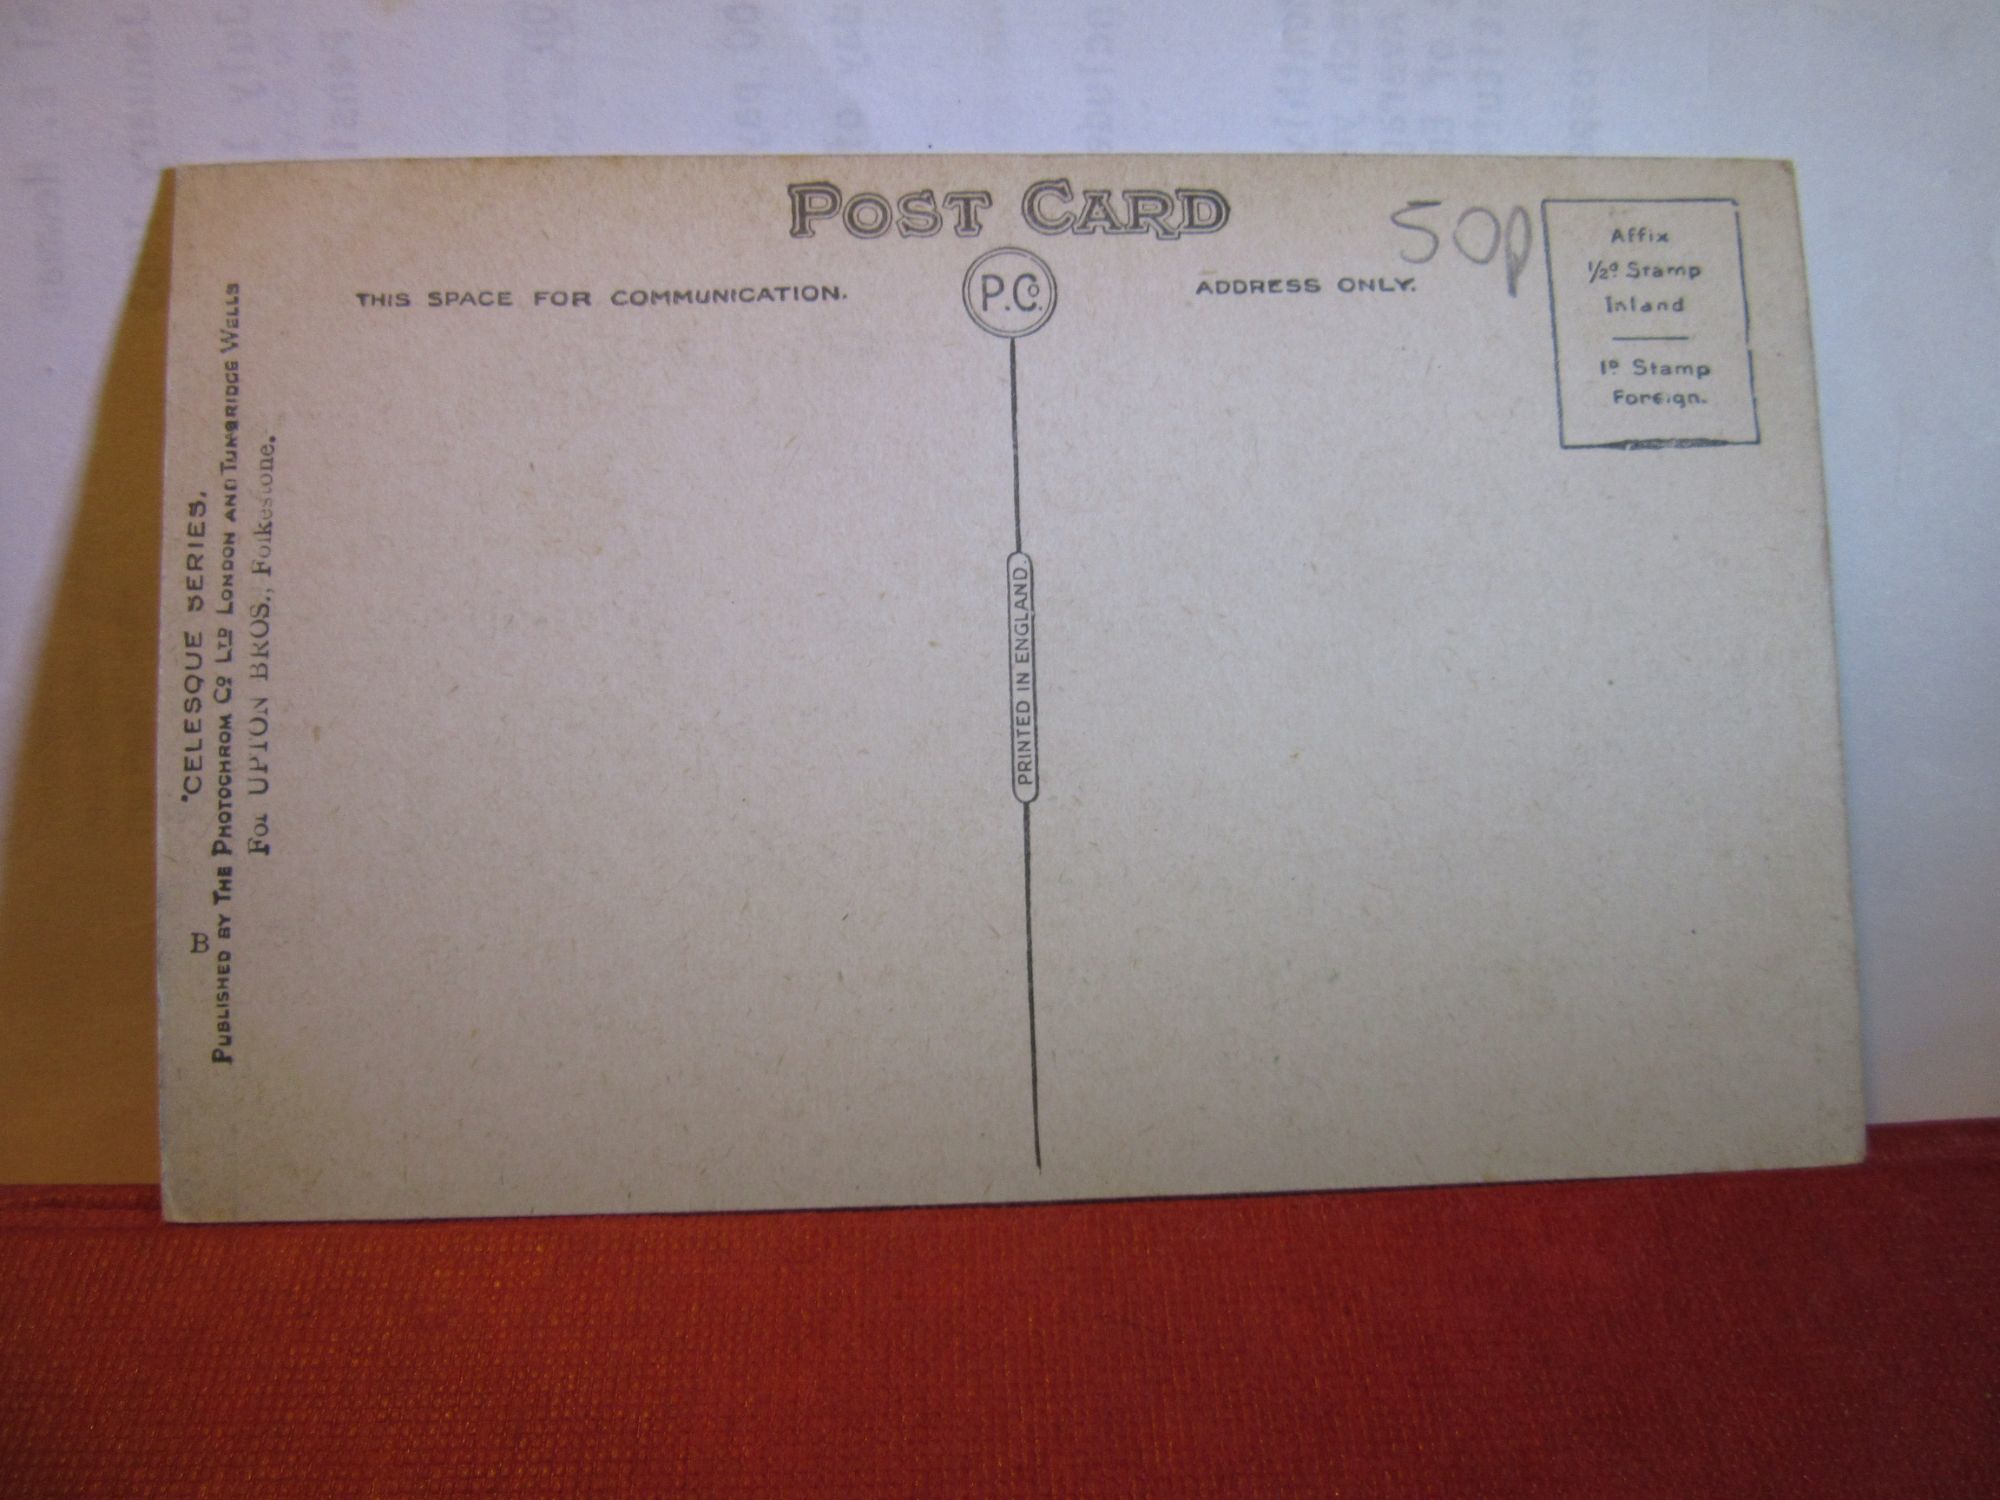 POST CARD
THIS SPACE FOR COMMUNICATION.
P.Co.
ADDRESS ONLY.
50p
Affix
1/2d Stamp
Inland
1d Stamp
Foreign.
PRINTED IN ENGLAND.
B "CELESQUE SERIES.
PUBLISHED BY THE PHOTOCHROM Co LTD LONDON AND TUNBRIDGE WELLS
For UPTON BROS., Folkestone.